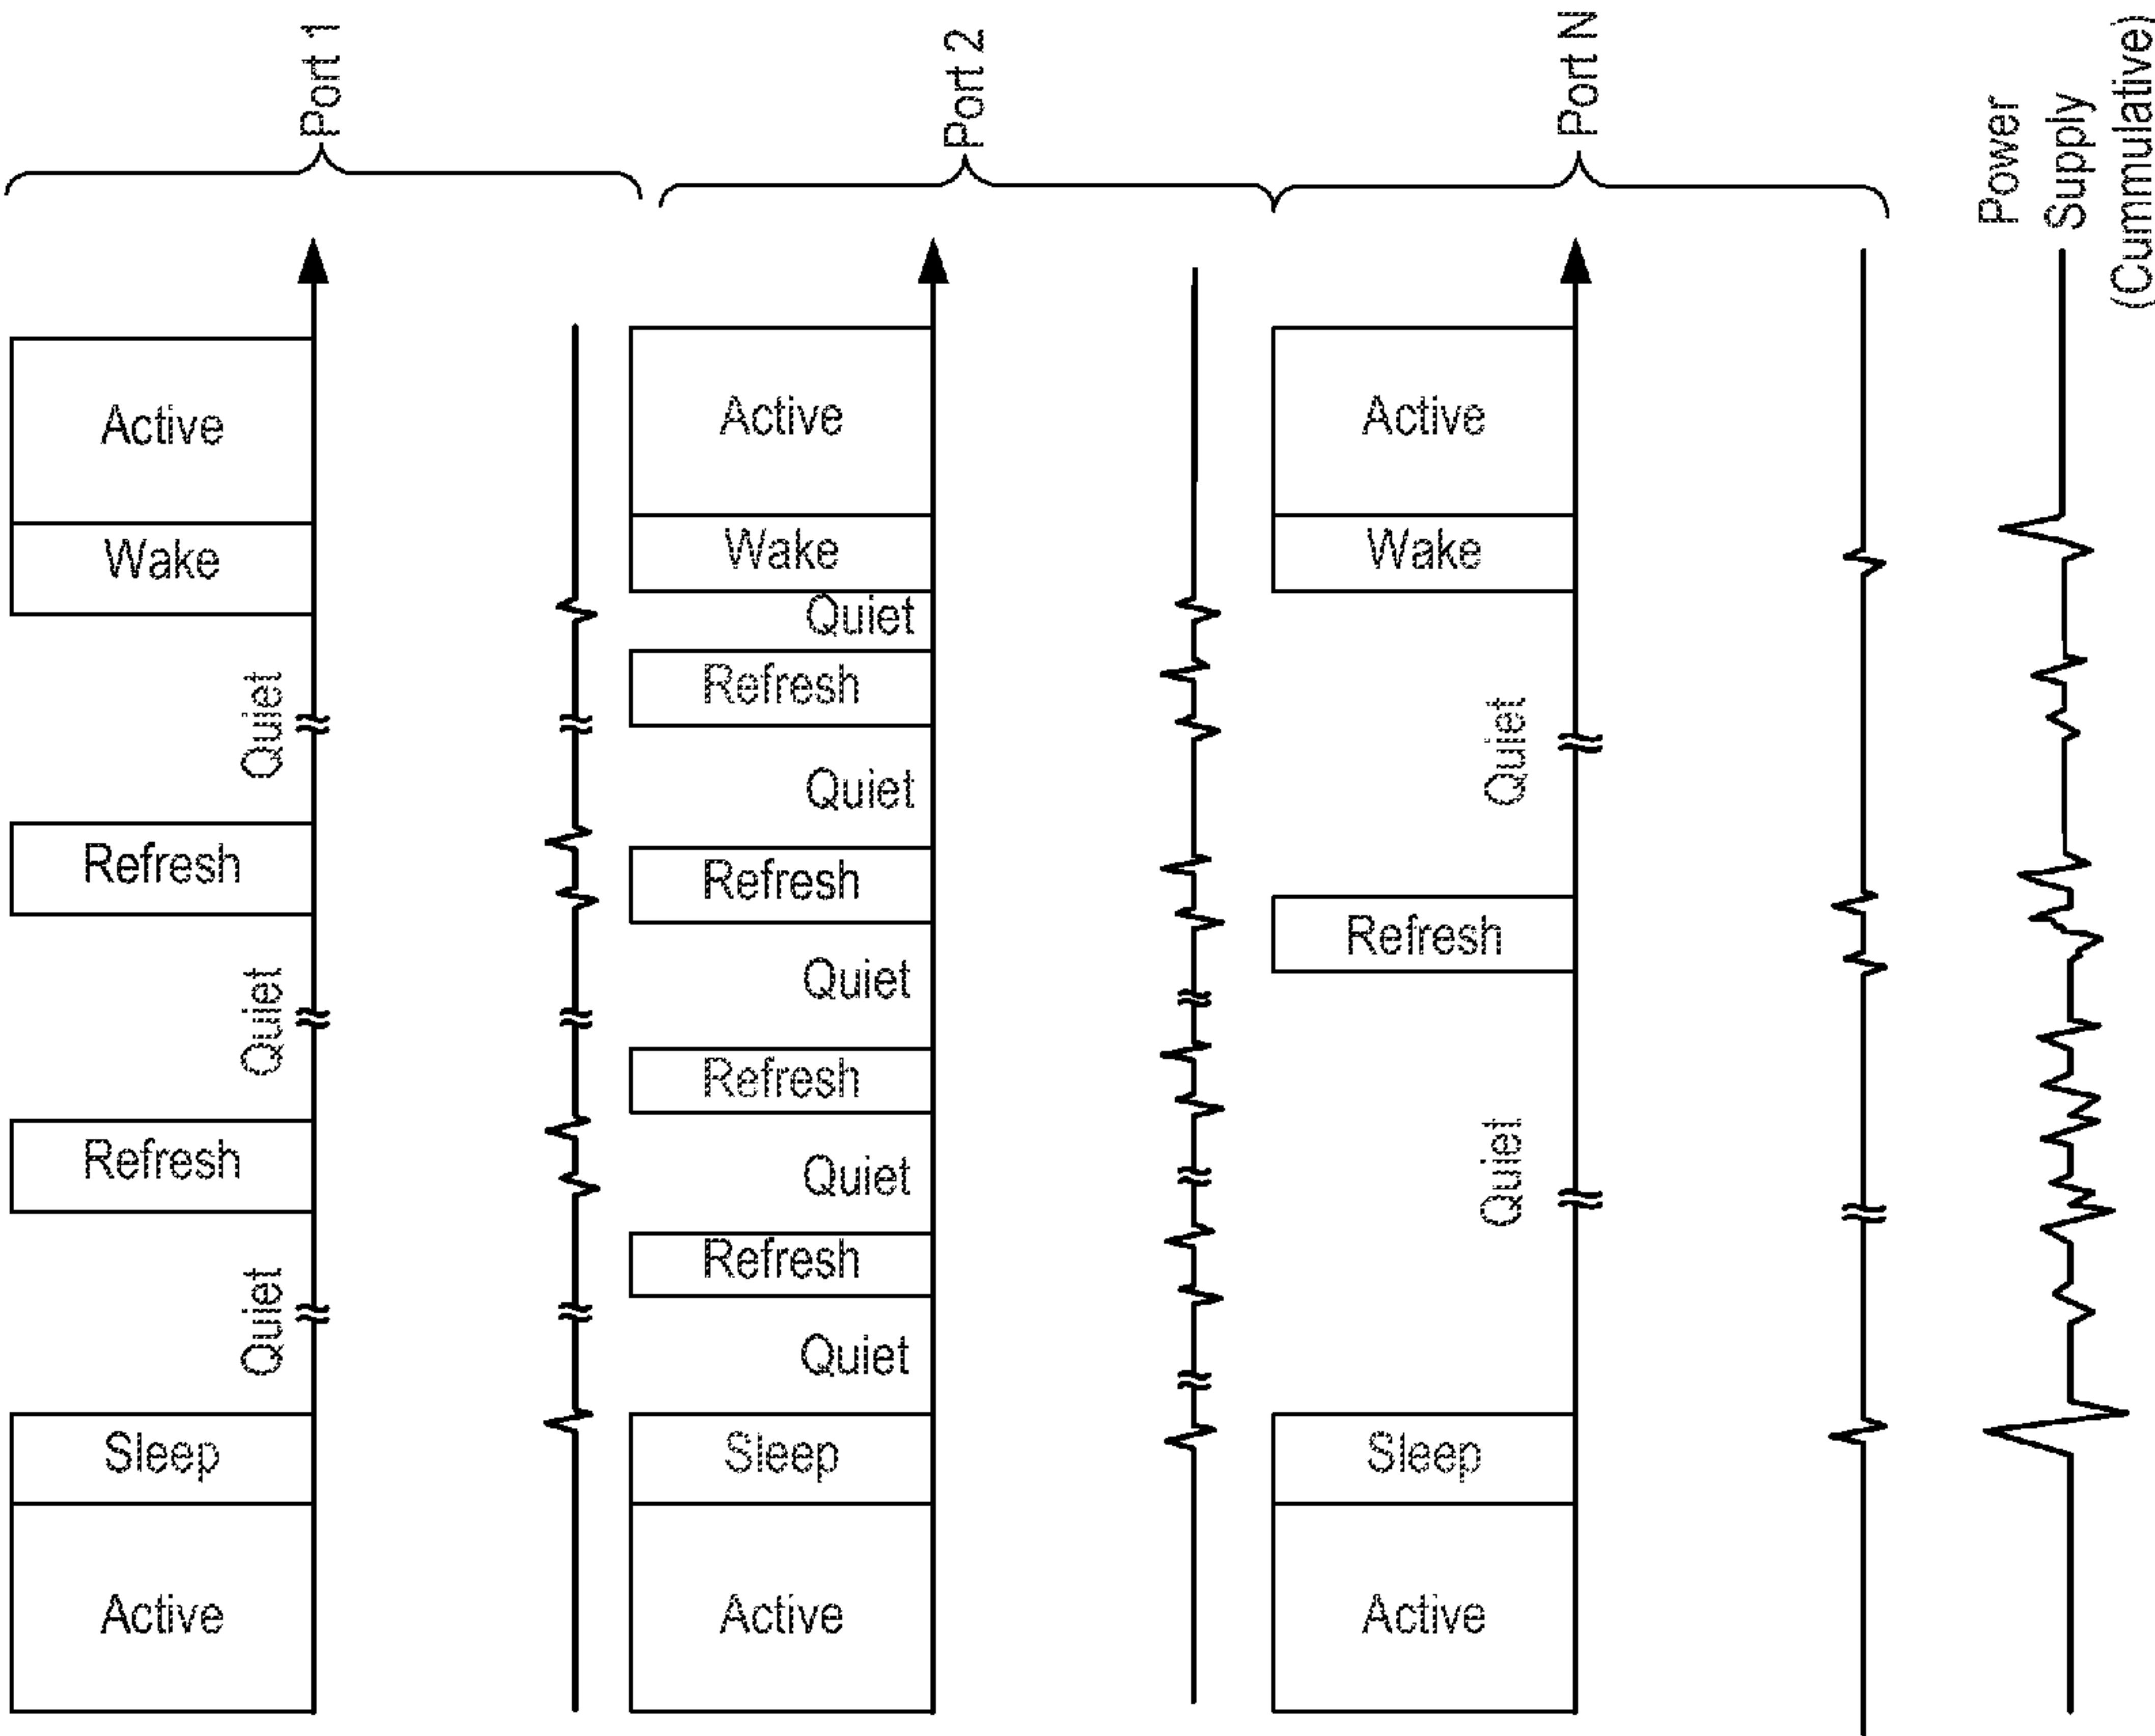 Port 1
Active
Wake
Quiet
Refresh
Quiet
Refresh
Quiet
Sleep
Active
Port 2
Active
Wake
Quiet
Refresh
Quiet
Refresh
Quiet
Refresh
Quiet
Refresh
Quiet
Sleep
Active
Port N
Active
Wake
Quiet
Refresh
Quiet
Sleep
Active
Power
Supply
(Cummulative)